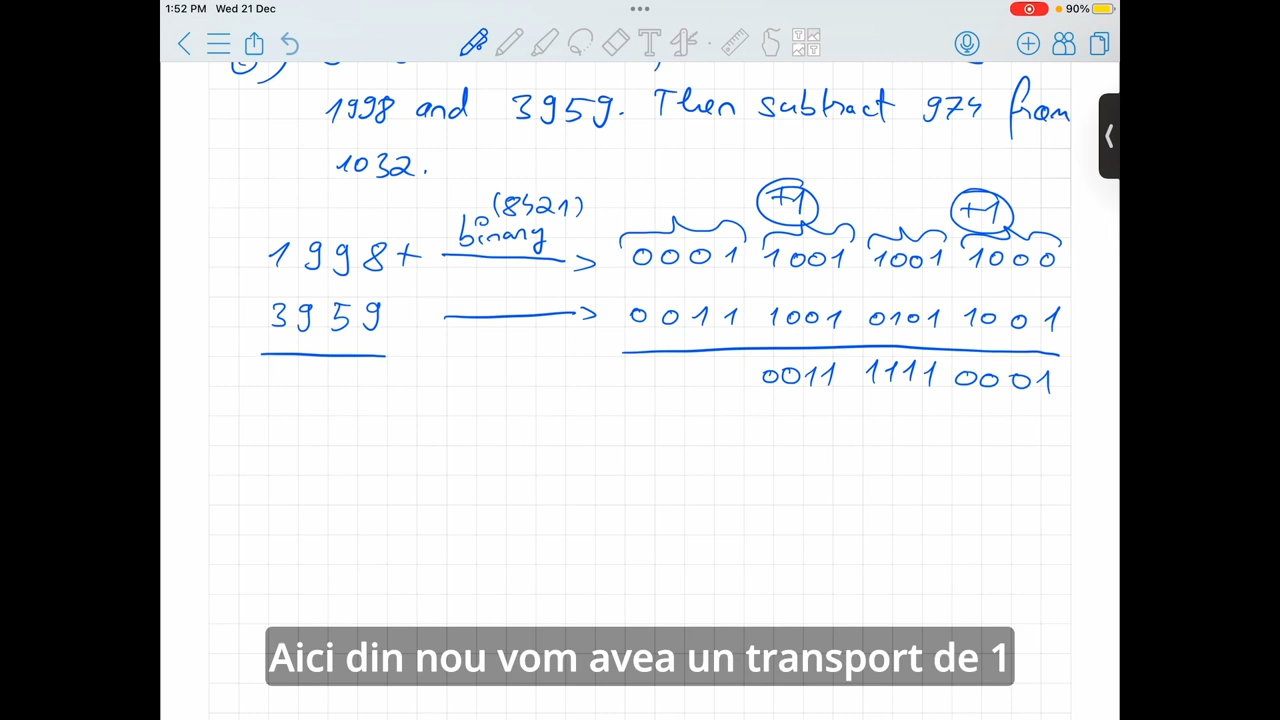 1:52 PM Wed 21 Dec
90%
1998 and 3959. Then subtract 974 from
1032.
+1 +1
(8421)
binary
1998+ 0001 1001 1001 1000
3959 0011 1001 0101 1001
0011 1111 0001
Aici din nou vom avea un transport de 1